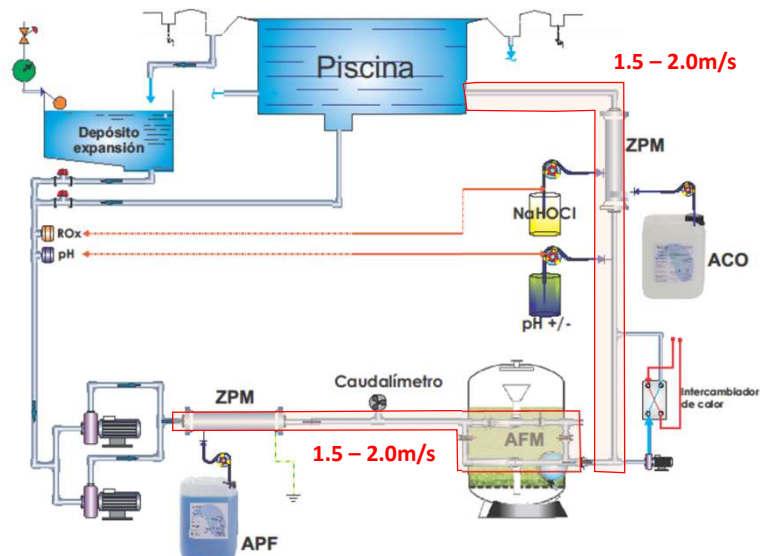 Piscina
1.5 – 2.0m/s
Depósito
expansión
ZPM
NaHOCl
ROx
pH
ACO
pH +/-
Caudalímetro
ZPM
Intercambiador
de calor
AFM
1.5 – 2.0m/s
APF